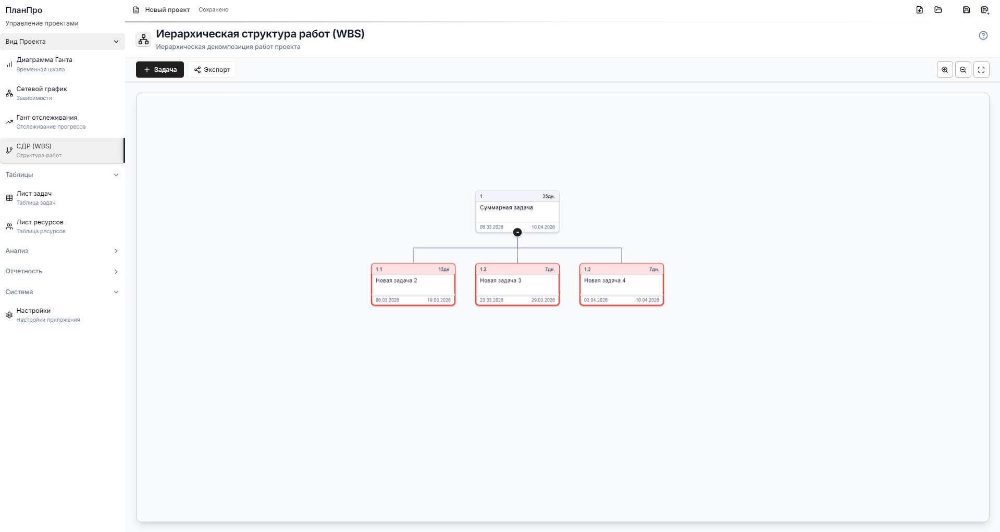 ПланПро
Управление проектами
Вид Проекта
Диаграмма Ганта
Временная шкала
Сетевой график
Зависимости
Гант отслеживания
Отслеживание прогресса
СДР (WBS)
Структура работ
Таблицы
Лист задач
Таблица задач
Лист ресурсов
Таблица ресурсов
Анализ
Отчетность
Система
Настройки
Настройки приложения
Новый проект Сохранено
Иерархическая структура работ (WBS)
Иерархическая декомпозиция работ проекта
+ Задача Экспорт
1 35дн.
Суммарная задача
06.03.2026 10.04.2026
-
1.1 13дн.
Новая задача 2
06.03.2026 19.03.2026
1.2 7дн.
Новая задача 3
23.03.2026 29.03.2026
1.3 7дн.
Новая задача 4
03.04.2026 10.04.2026